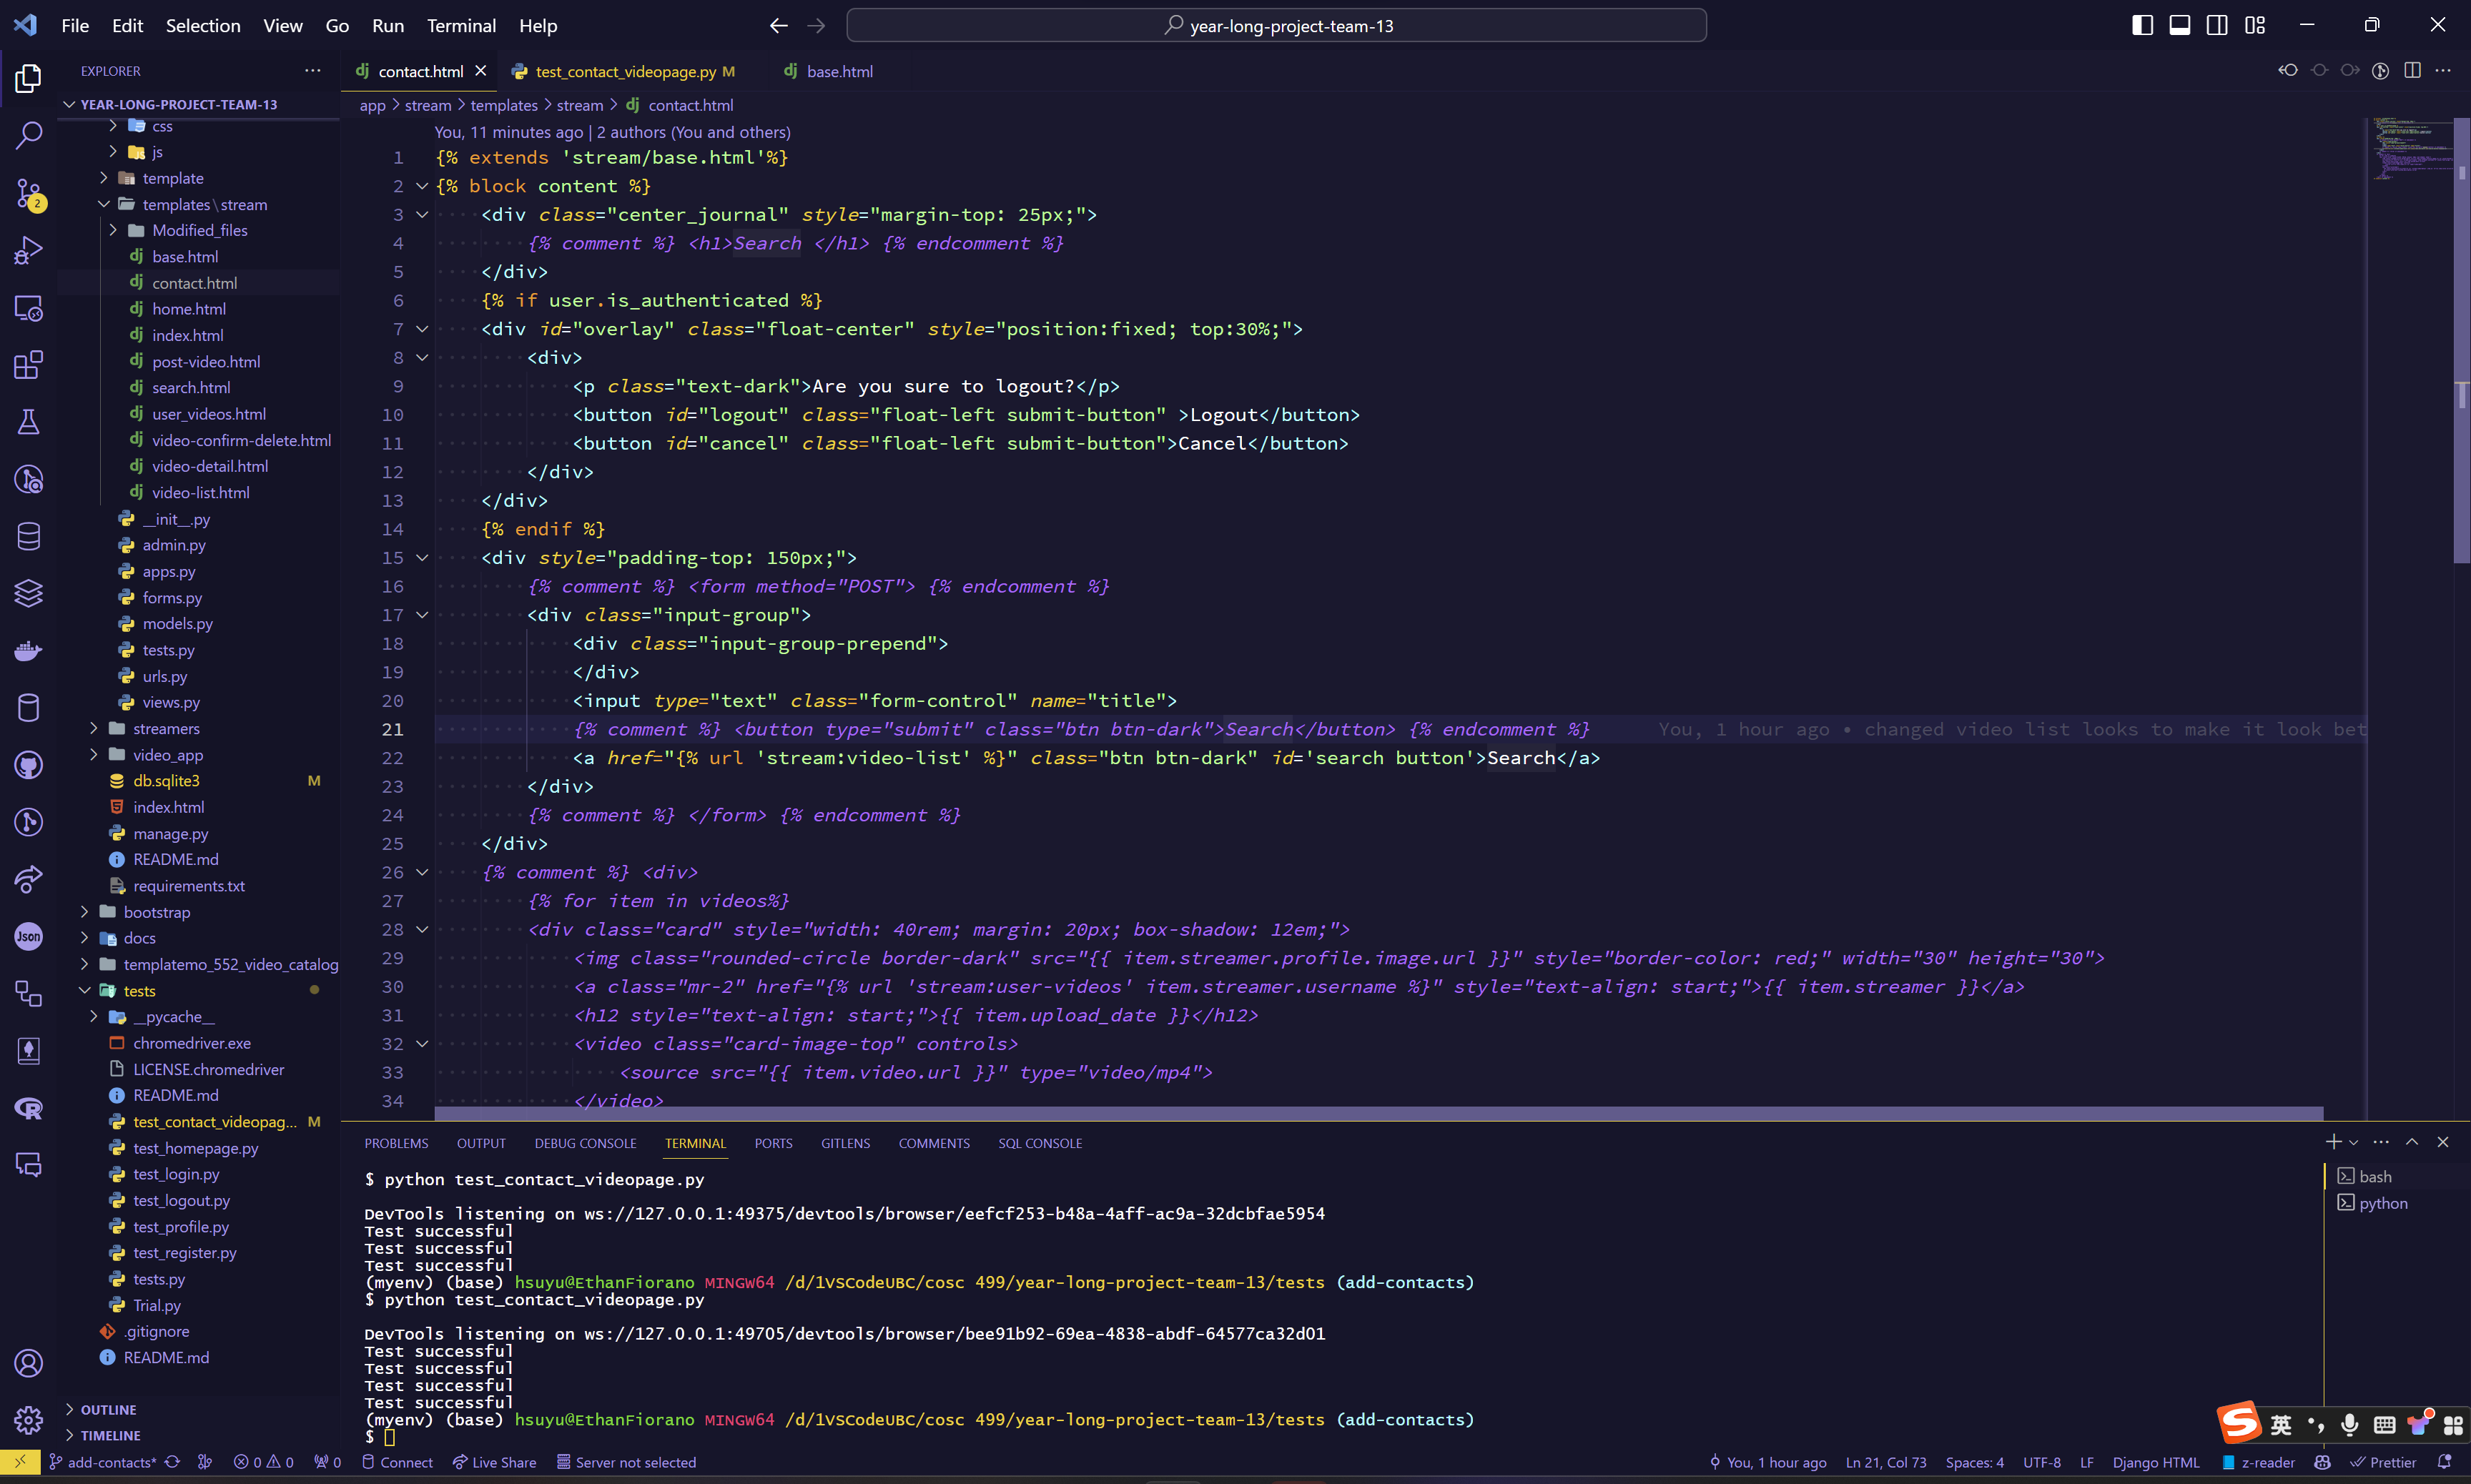 File Edit Selection View Go Run Terminal Help
year-long-project-team-13
EXPLORER
YEAR-LONG-PROJECT-TEAM-13
css
js
template
templates\stream
Modified_files
base.html
contact.html
home.html
index.html
post-video.html
search.html
user_videos.html
video-confirm-delete.html
video-detail.html
video-list.html
__init__.py
admin.py
apps.py
forms.py
models.py
tests.py
urls.py
views.py
streamers
video_app
db.sqlite3 M
index.html
manage.py
README.md
requirements.txt
bootstrap
docs
templatemo_552_video_catalog
tests
__pycache__
chromedriver.exe
LICENSE.chromedriver
README.md
test_contact_videopag... M
test_homepage.py
test_login.py
test_logout.py
test_profile.py
test_register.py
tests.py
Trial.py
.gitignore
README.md
OUTLINE
TIMELINE
2
Json
contact.html test_contact_videopage.py M base.html
app > stream > templates > stream > contact.html
You, 11 minutes ago | 2 authors (You and others)
1 {% extends 'stream/base.html'%}
2 {% block content %}
3 <div class="center_journal" style="margin-top: 25px;">
4 {% comment %} <h1>Search </h1> {% endcomment %}
5 </div>
6 {% if user.is_authenticated %}
7 <div id="overlay" class="float-center" style="position:fixed; top:30%;">
8 <div>
9 <p class="text-dark">Are you sure to logout?</p>
10 <button id="logout" class="float-left submit-button" >Logout</button>
11 <button id="cancel" class="float-left submit-button">Cancel</button>
12 </div>
13 </div>
14 {% endif %}
15 <div style="padding-top: 150px;">
16 {% comment %} <form method="POST"> {% endcomment %}
17 <div class="input-group">
18 <div class="input-group-prepend">
19 </div>
20 <input type="text" class="form-control" name="title">
21 {% comment %} <button type="submit" class="btn btn-dark">Search</button> {% endcomment %} You, 1 hour ago • changed video list looks to make it look bet
22 <a href="{% url 'stream:video-list' %}" class="btn btn-dark" id='search button'>Search</a>
23 </div>
24 {% comment %} </form> {% endcomment %}
25 </div>
26 {% comment %} <div>
27 {% for item in videos%}
28 <div class="card" style="width: 40rem; margin: 20px; box-shadow: 12em;">
29 <img class="rounded-circle border-dark" src="{{ item.streamer.profile.image.url }}" style="border-color: red;" width="30" height="30">
30 <a class="mr-2" href="{% url 'stream:user-videos' item.streamer.username %}" style="text-align: start;">{{ item.streamer }}</a>
31 <h12 style="text-align: start;">{{ item.upload_date }}</h12>
32 <video class="card-image-top" controls>
33 <source src="{{ item.video.url }}" type="video/mp4">
34 </video>
PROBLEMS OUTPUT DEBUG CONSOLE TERMINAL PORTS GITLENS COMMENTS SQL CONSOLE
$ python test_contact_videopage.py
DevTools listening on ws://127.0.0.1:49375/devtools/browser/eefcf253-b48a-4aff-ac9a-32dcbfae5954
Test successful
Test successful
Test successful
(myenv) (base) hsuyu@EthanFiorano MINGW64 /d/1VSCodeUBC/cosc 499/year-long-project-team-13/tests (add-contacts)
$ python test_contact_videopage.py
DevTools listening on ws://127.0.0.1:49705/devtools/browser/bee91b92-69ea-4838-abdf-64577ca32d01
Test successful
Test successful
Test successful
Test successful
(myenv) (base) hsuyu@EthanFiorano MINGW64 /d/1VSCodeUBC/cosc 499/year-long-project-team-13/tests (add-contacts)
$
bash
python
英
add-contacts* 0 0 0 Connect Live Share Server not selected You, 1 hour ago Ln 21, Col 73 Spaces: 4 UTF-8 LF Django HTML z-reader Prettier